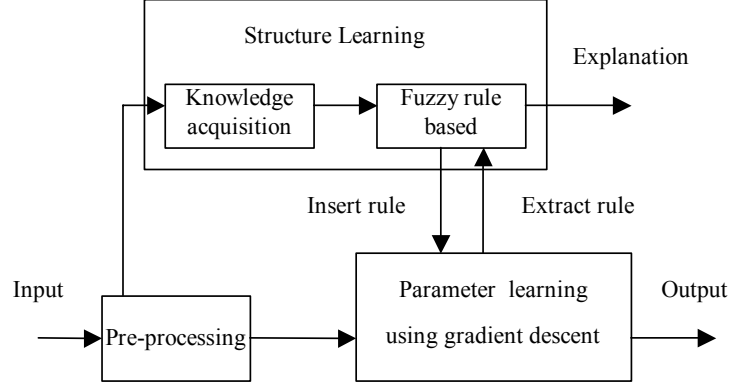 Structure Learning
Explanation
Knowledge
acquisition
Fuzzy rule
based
Insert rule
Extract rule
Input
Pre-processing
Parameter learning
using gradient descent
Output